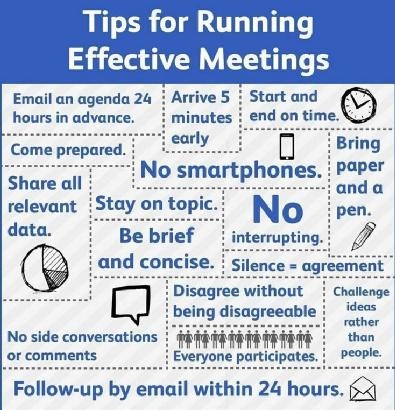 Tips for Running
Effective Meetings
Email an agenda 24
hours in advance.
Arrive 5
minutes
early
Start and
end on time.
Come prepared.
No smartphones.
Bring
paper
and a
pen.
Share all
relevant
data.
Stay on topic.
No
interrupting.
Be brief
and concise.
Silence = agreement
No side conversations
or comments
Disagree without
being disagreeable
Everyone participates.
Challenge
ideas
rather
than
people.
Follow-up by email within 24 hours.